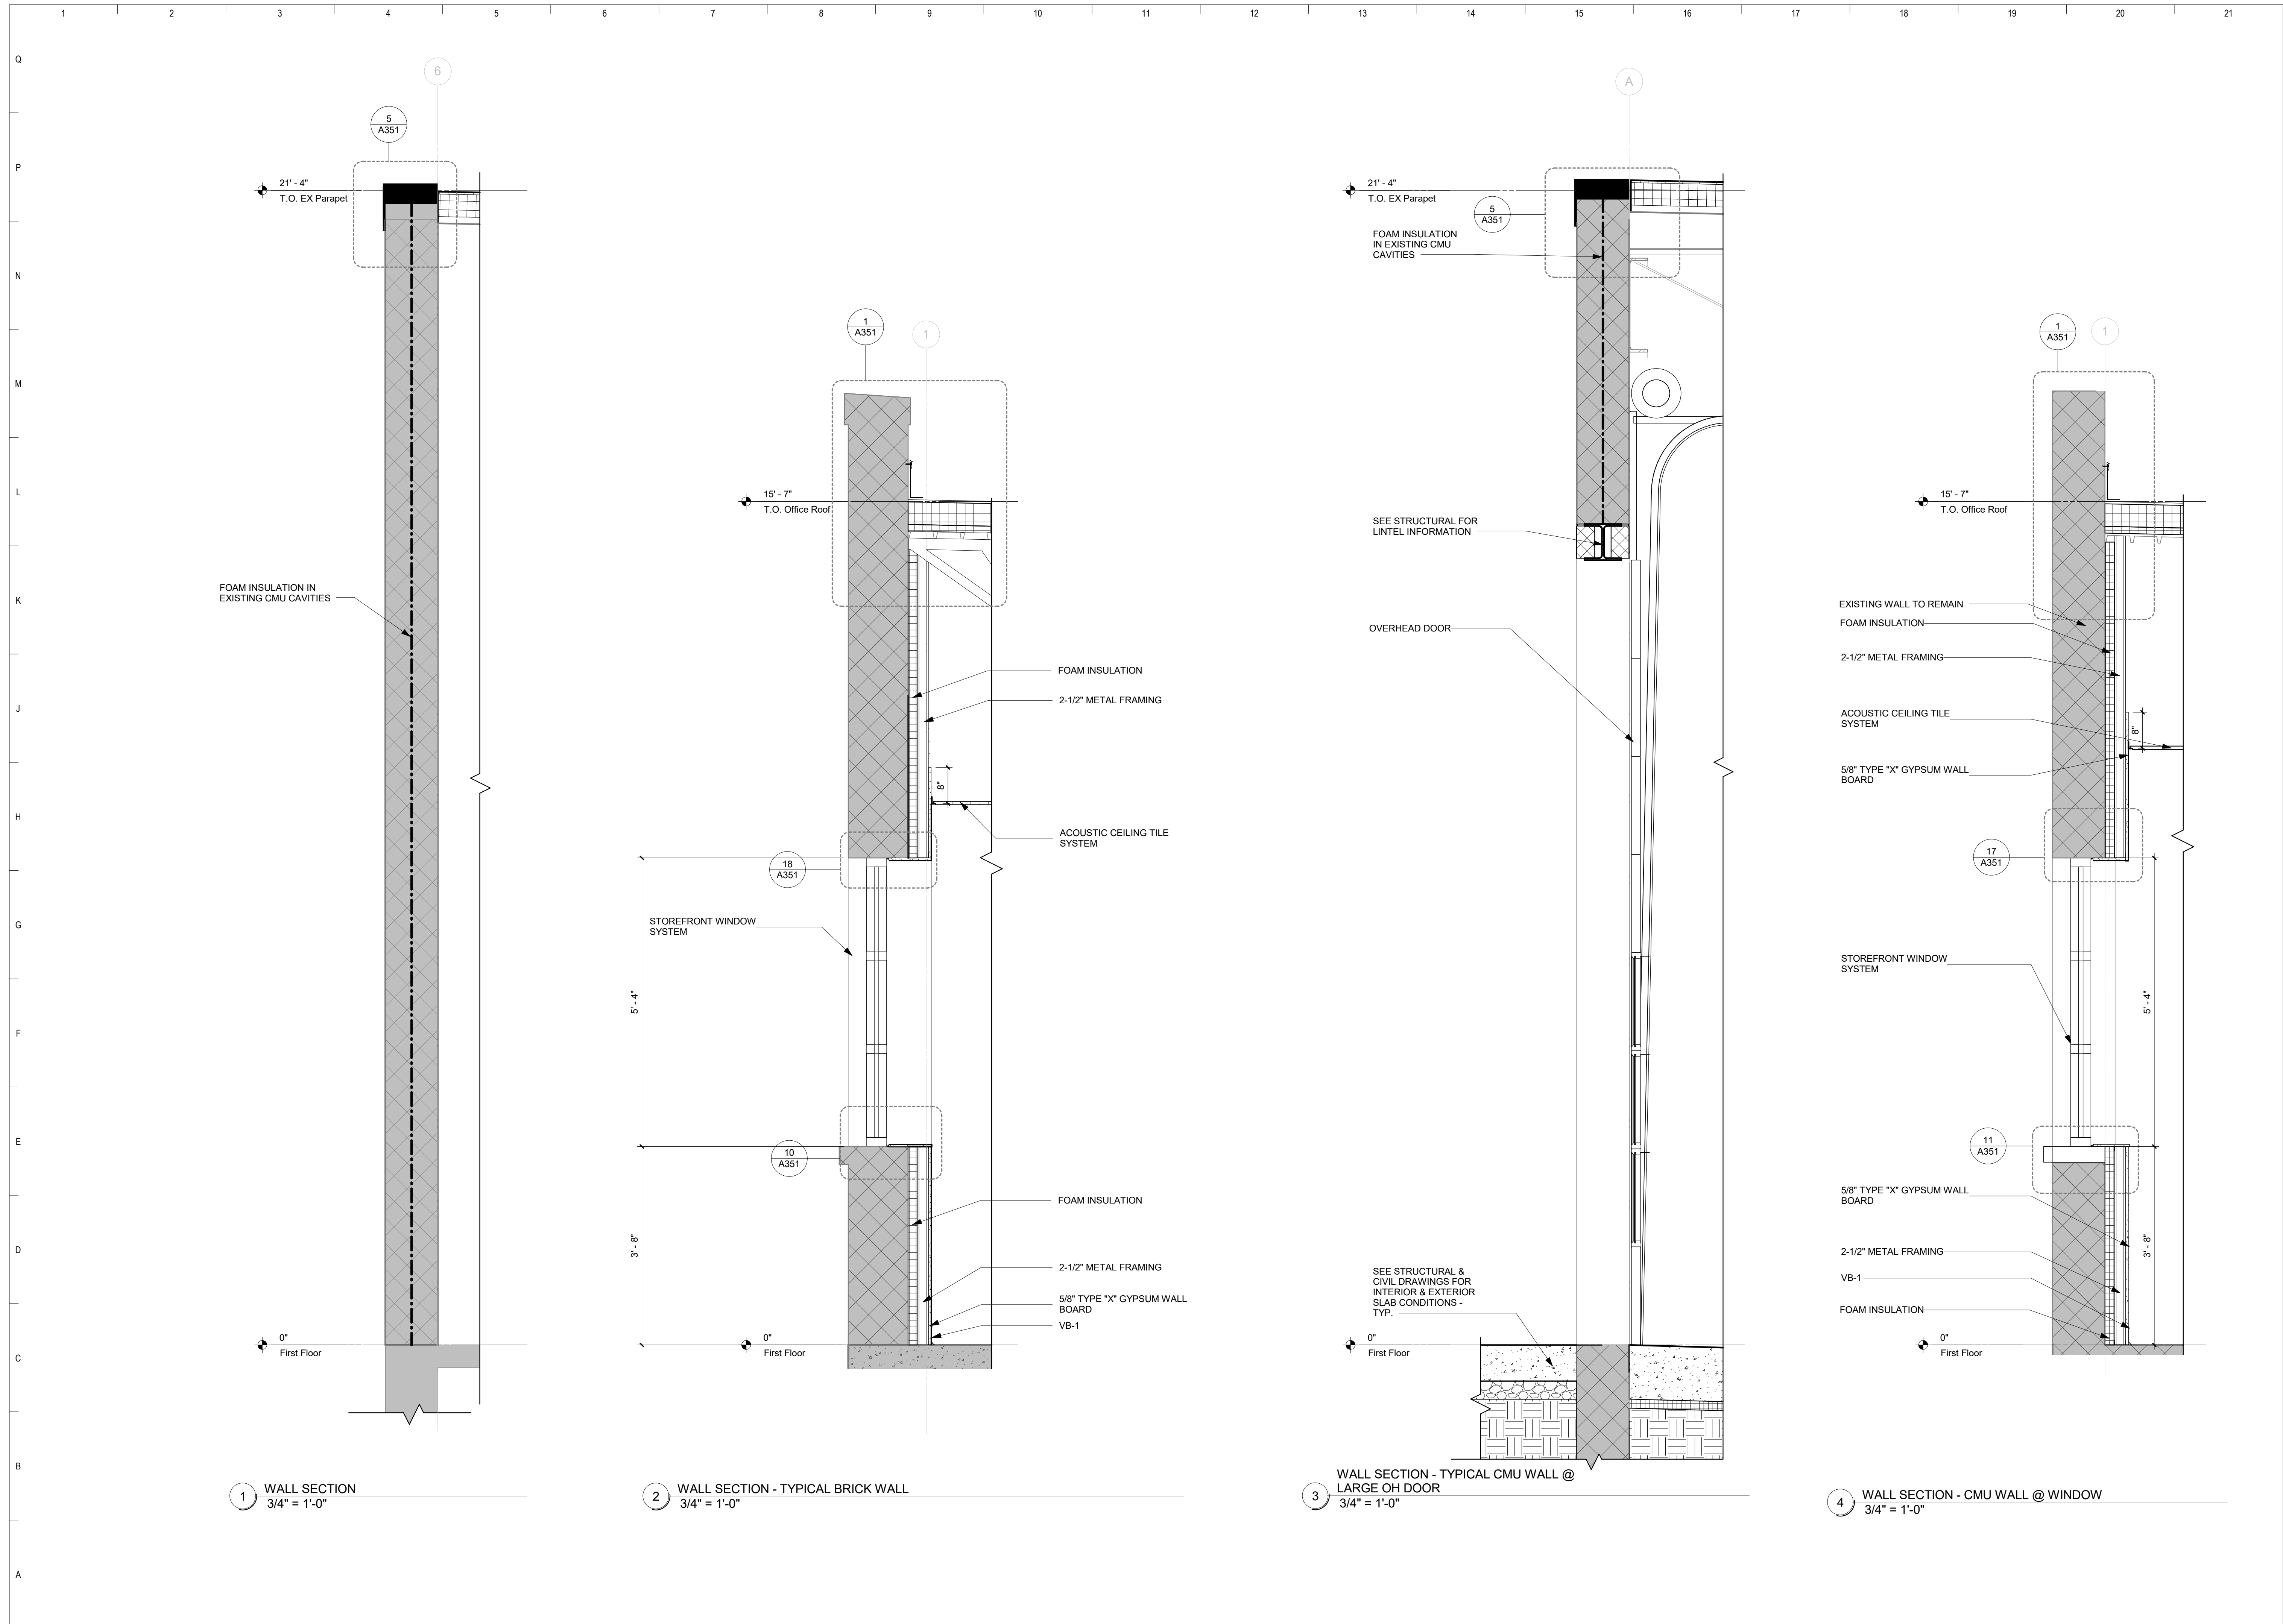 1 2 3 4 5 6 7 8 9 10 11 12 13 14 15 16 17 18 19 20 21
Q
P
N
M
L
K
J
H
G
F
E
D
C
B
A
6
5
A351
21' - 4"
T.O. EX Parapet
FOAM INSULATION IN
EXISTING CMU CAVITIES
0"
First Floor
1
WALL SECTION
3/4" = 1'-0"
1
A351
1
15' - 7"
T.O. Office Roof
FOAM INSULATION
2-1/2" METAL FRAMING
8"
ACOUSTIC CEILING TILE
SYSTEM
18
A351
STOREFRONT WINDOW
SYSTEM
5' - 4"
10
A351
FOAM INSULATION
3' - 8"
2-1/2" METAL FRAMING
5/8" TYPE "X" GYPSUM WALL
BOARD
VB-1
0"
First Floor
2
WALL SECTION - TYPICAL BRICK WALL
3/4" = 1'-0"
A
21' - 4"
T.O. EX Parapet
5
A351
FOAM INSULATION
IN EXISTING CMU
CAVITIES
SEE STRUCTURAL FOR
LINTEL INFORMATION
OVERHEAD DOOR
SEE STRUCTURAL &
CIVIL DRAWINGS FOR
INTERIOR & EXTERIOR
SLAB CONDITIONS -
TYP.
0"
First Floor
3
WALL SECTION - TYPICAL CMU WALL @
LARGE OH DOOR
3/4" = 1'-0"
1
A351
1
15' - 7"
T.O. Office Roof
EXISTING WALL TO REMAIN
FOAM INSULATION
2-1/2" METAL FRAMING
ACOUSTIC CEILING TILE
SYSTEM
8"
5/8" TYPE "X" GYPSUM WALL
BOARD
17
A351
STOREFRONT WINDOW
SYSTEM
5' - 4"
11
A351
5/8" TYPE "X" GYPSUM WALL
BOARD
3' - 8"
2-1/2" METAL FRAMING
VB-1
FOAM INSULATION
0"
First Floor
4
WALL SECTION - CMU WALL @ WINDOW
3/4" = 1'-0"